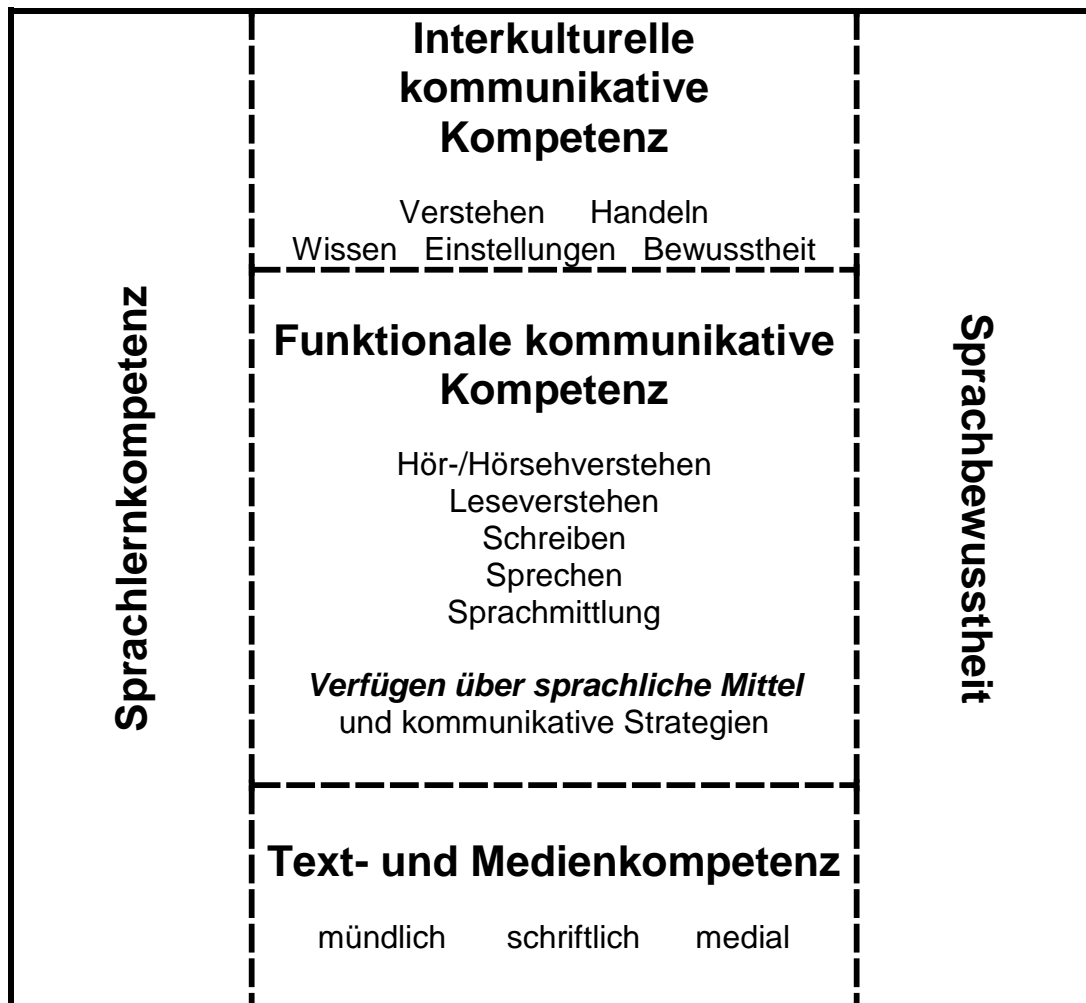 Interkulturelle
kommunikative
Kompetenz
Verstehen Handeln
Wissen Einstellungen Bewusstheit
Sprachlernkompetenz
Funktionale kommunikative
Kompetenz
Hör-/Hörsehverstehen
Leseverstehen
Schreiben
Sprechen
Sprachmittlung
Verfügen über sprachliche Mittel
und kommunikative Strategien
Sprachbewusstheit
Text- und Medienkompetenz
mündlich schriftlich medial